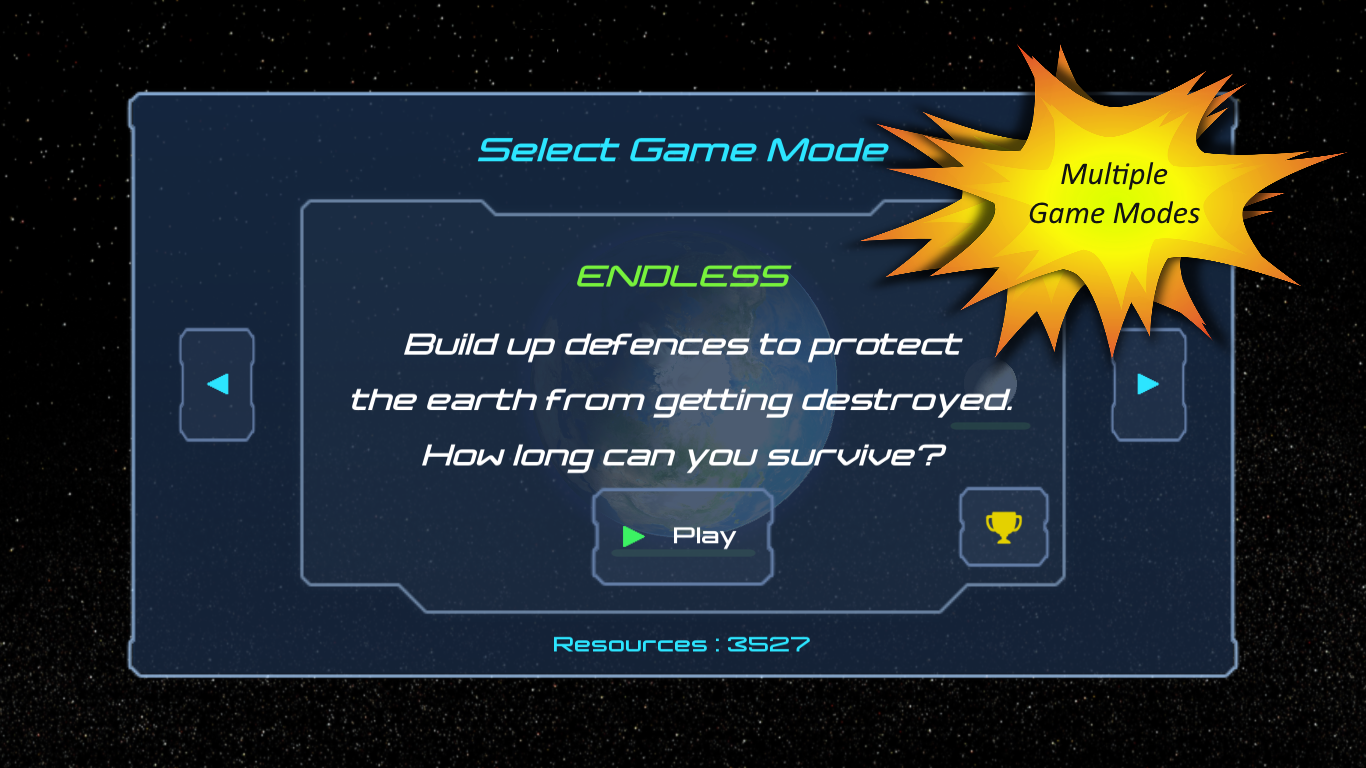 Select Game Mode
Multiple
Game Modes
ENDLESS
Build up defences to protect
the earth from getting destroyed.
How long can you survive?
Play
Resources : 3527